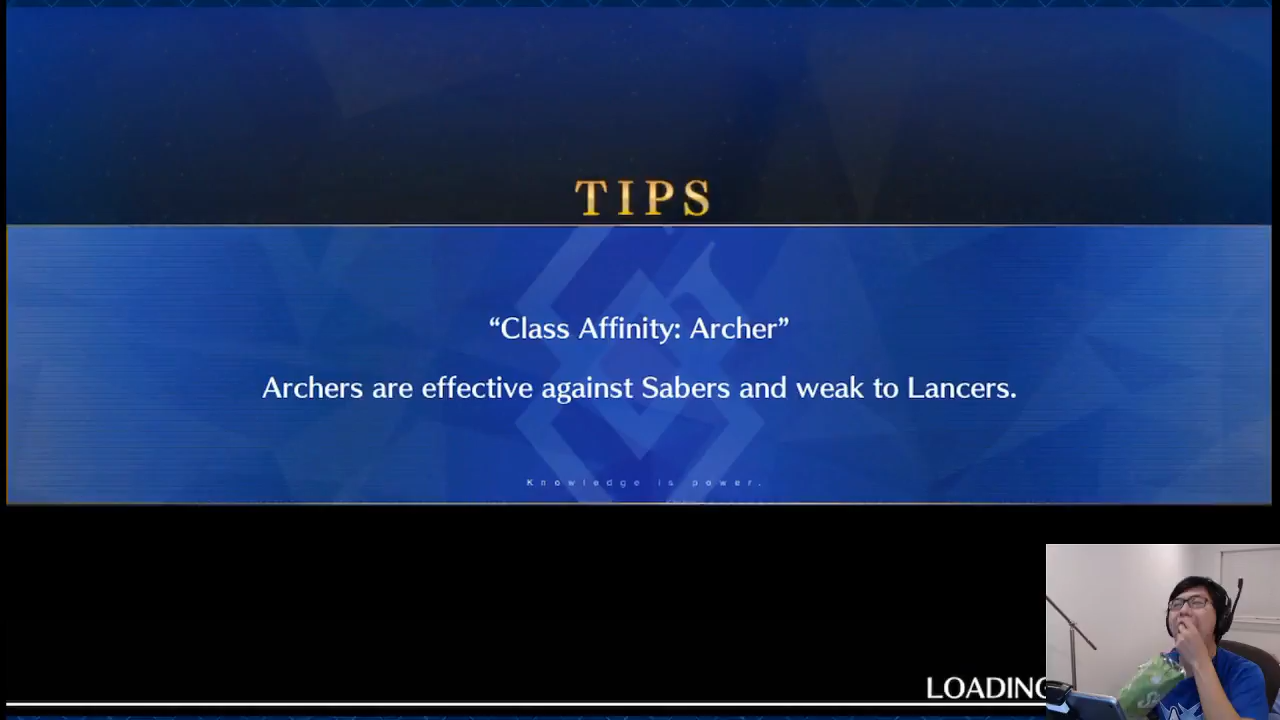 TIPS
“Class Affinity: Archer”
Archers are effective against Sabers and weak to Lancers.
Knowledge is power.
LOADING